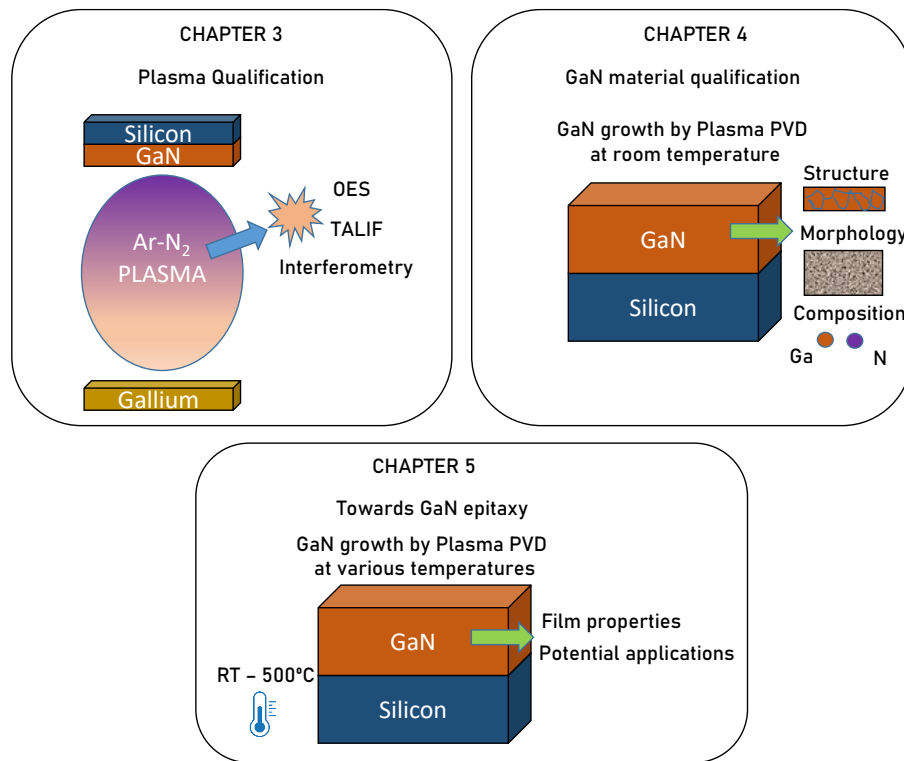 CHAPTER 3
Plasma Qualification
Silicon
GaN
Ar-N₂
PLASMA
OES
TALIF
Interferometry
Gallium
CHAPTER 4
GaN material qualification
GaN growth by Plasma PVD
at room temperature
GaN
Silicon
Structure
Morphology
Composition
Ga
N
CHAPTER 5
Towards GaN epitaxy
GaN growth by Plasma PVD
at various temperatures
GaN
Silicon
RT – 500°C
Film properties
Potential applications